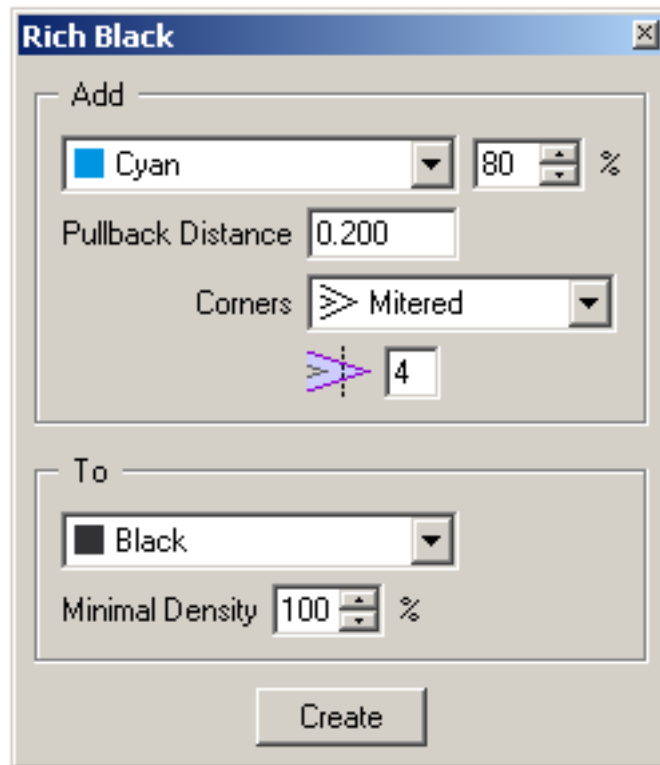 Rich Black
Add
Cyan 80 %
Pullback Distance 0.200
Corners Mitered
4
To
Black
Minimal Density 100 %
Create